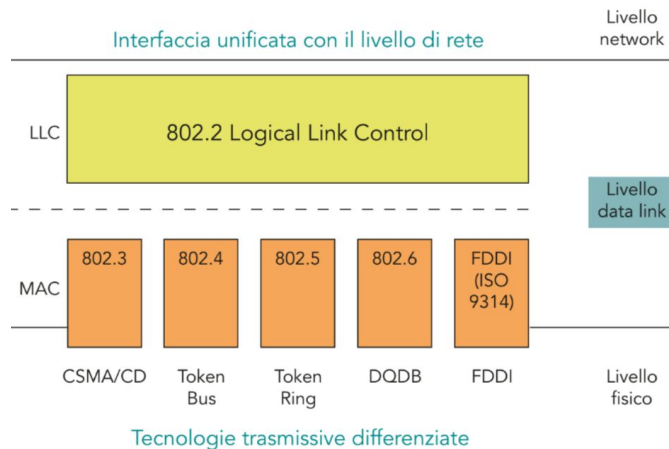 Interfaccia unificata con il livello di rete
Livello
network
LLC
802.2 Logical Link Control
Livello
data link
MAC
802.3
802.4
802.5
802.6
FDDI
(ISO
9314)
CSMA/CD
Token
Bus
Token
Ring
DQDB
FDDI
Livello
fisico
Tecnologie trasmissive differenziate